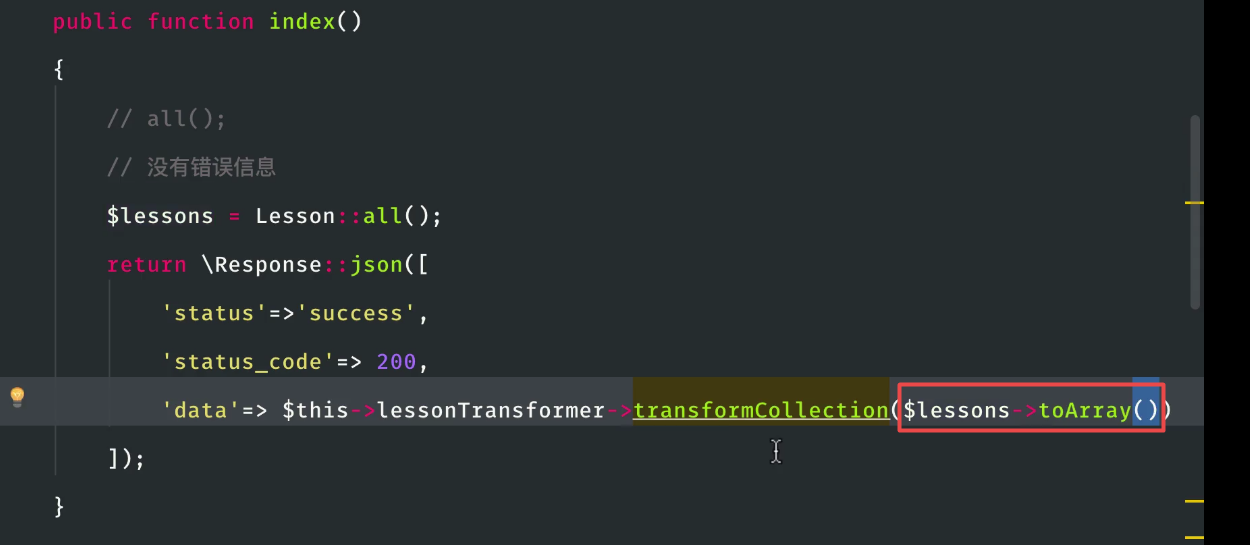 public function index()
{
// all();
// 没有错误信息
$lessons = Lesson::all();
return \Response::json([
'status'=>'success',
'status_code'=> 200,
'data'=> $this->lessonTransformer->transformCollection($lessons->toArray())
]);
}